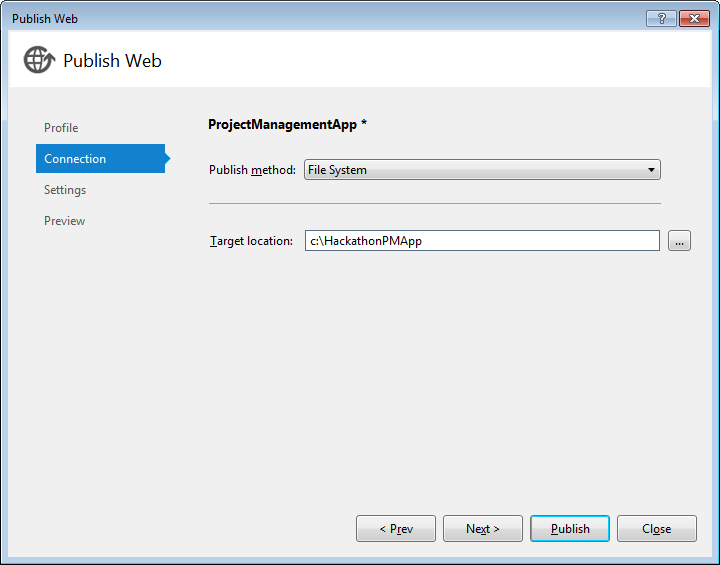 Publish Web
?
Publish Web
Profile
Connection
Settings
Preview
ProjectManagementApp *
Publish method: File System
Target location: c:\HackathonPMApp ...
< Prev Next > Publish Close